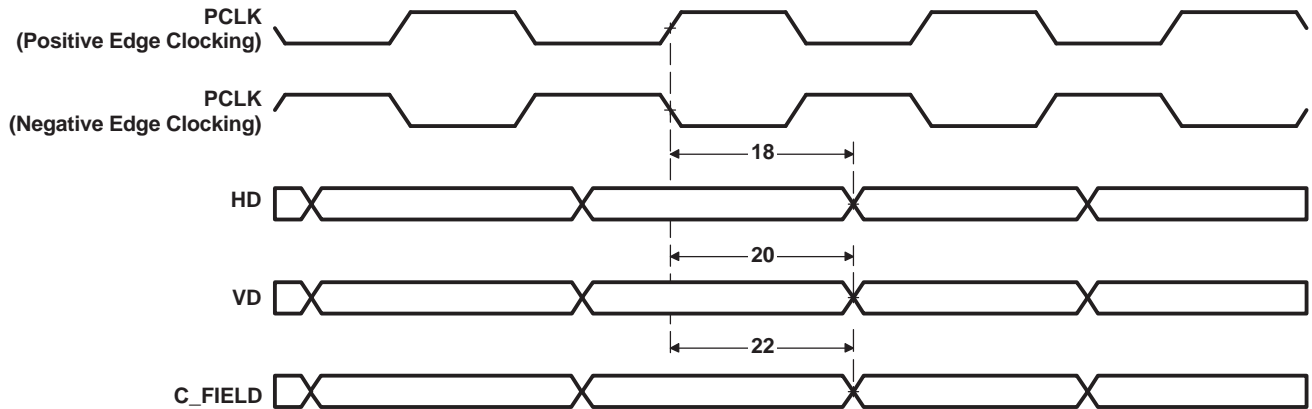 PCLK
(Positive Edge Clocking)
PCLK
(Negative Edge Clocking)
18
HD
20
VD
22
C_FIELD